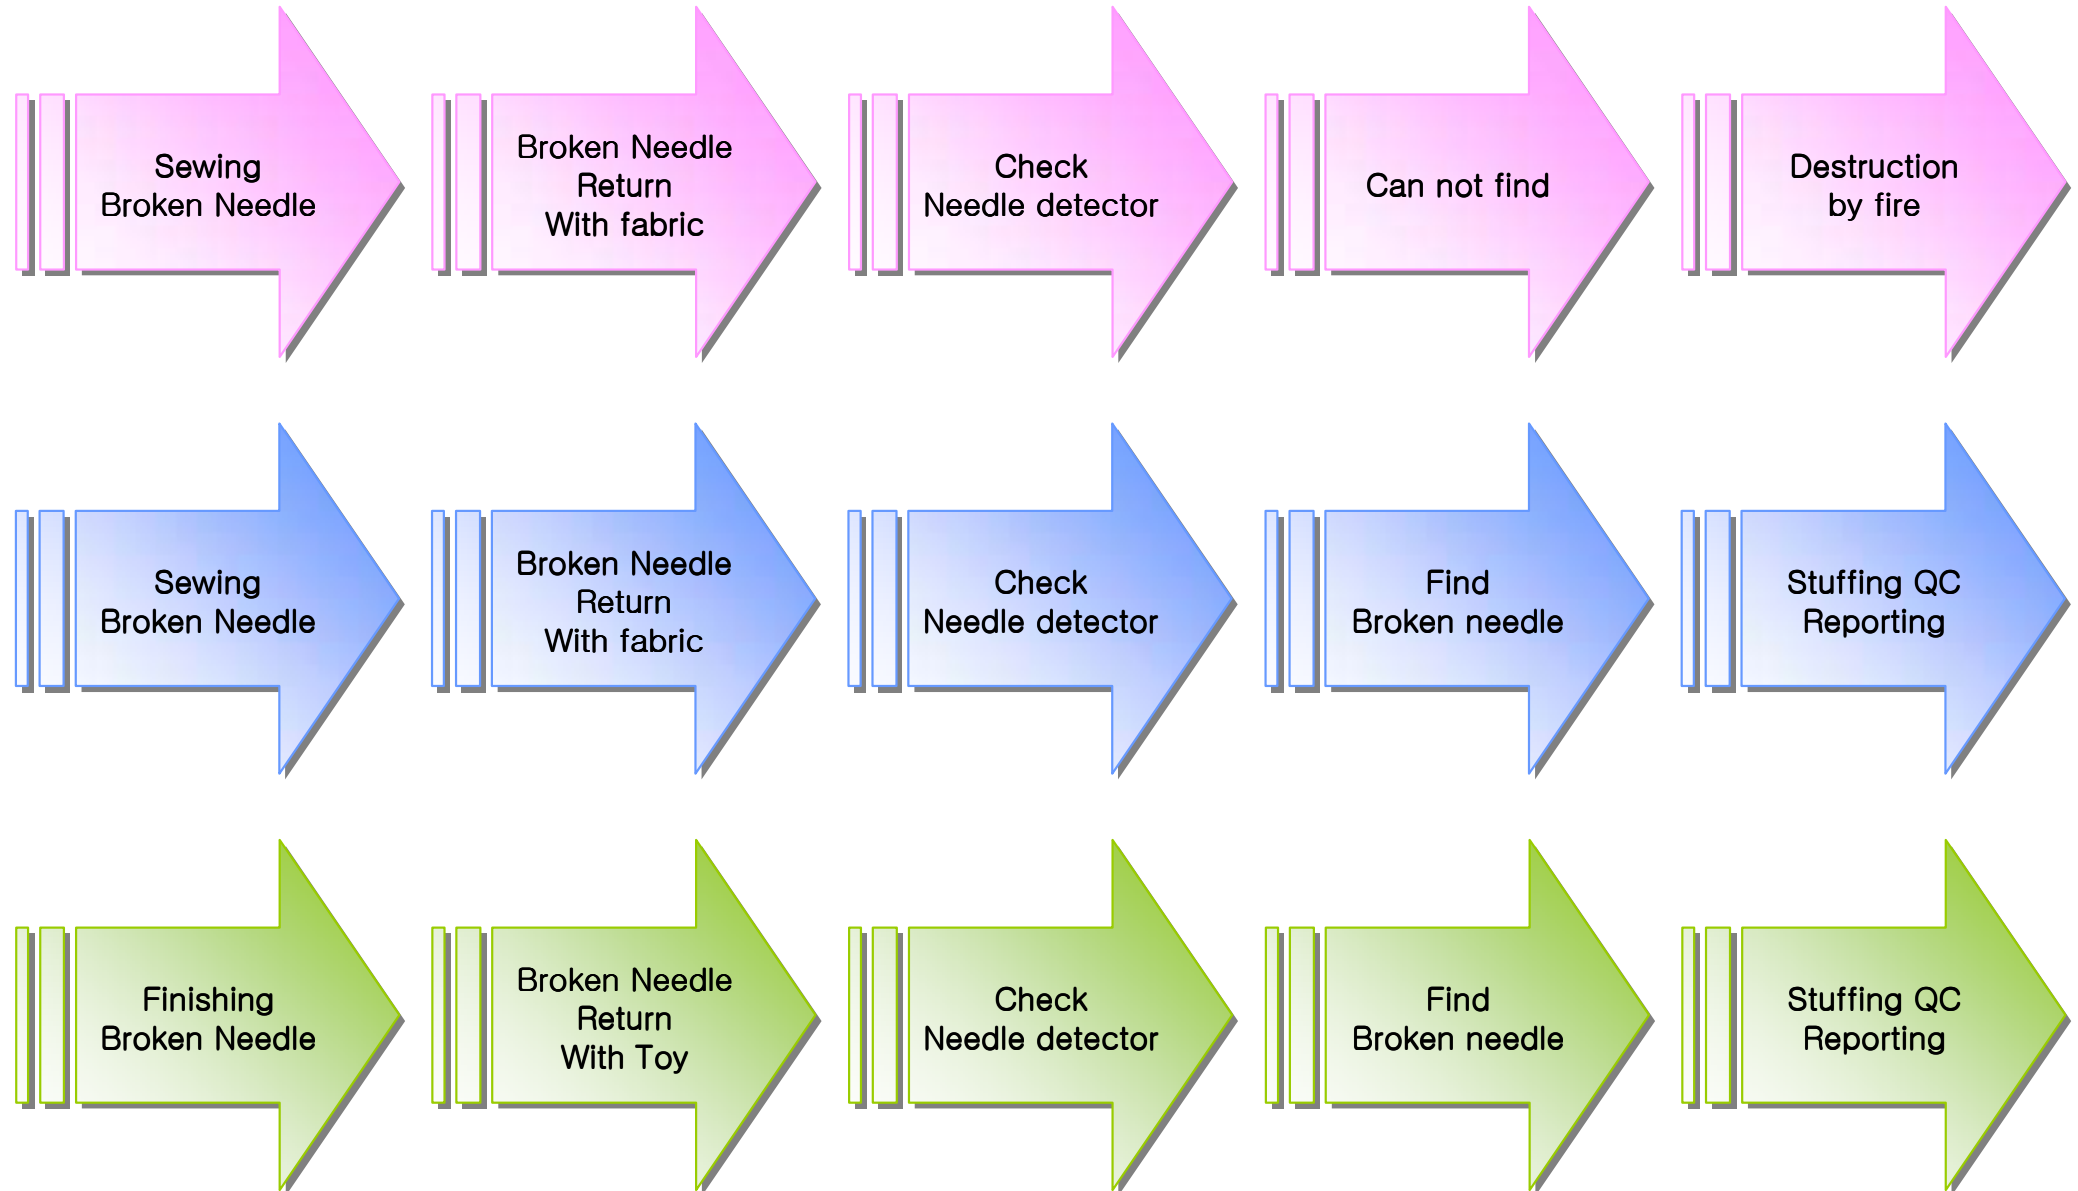 Sewing
Broken Needle
Broken Needle
Return
With fabric
Check
Needle detector
Can not find
Destruction
by fire
Sewing
Broken Needle
Broken Needle
Return
With fabric
Check
Needle detector
Find
Broken needle
Stuffing QC
Reporting
Finishing
Broken Needle
Broken Needle
Return
With Toy
Check
Needle detector
Find
Broken needle
Stuffing QC
Reporting